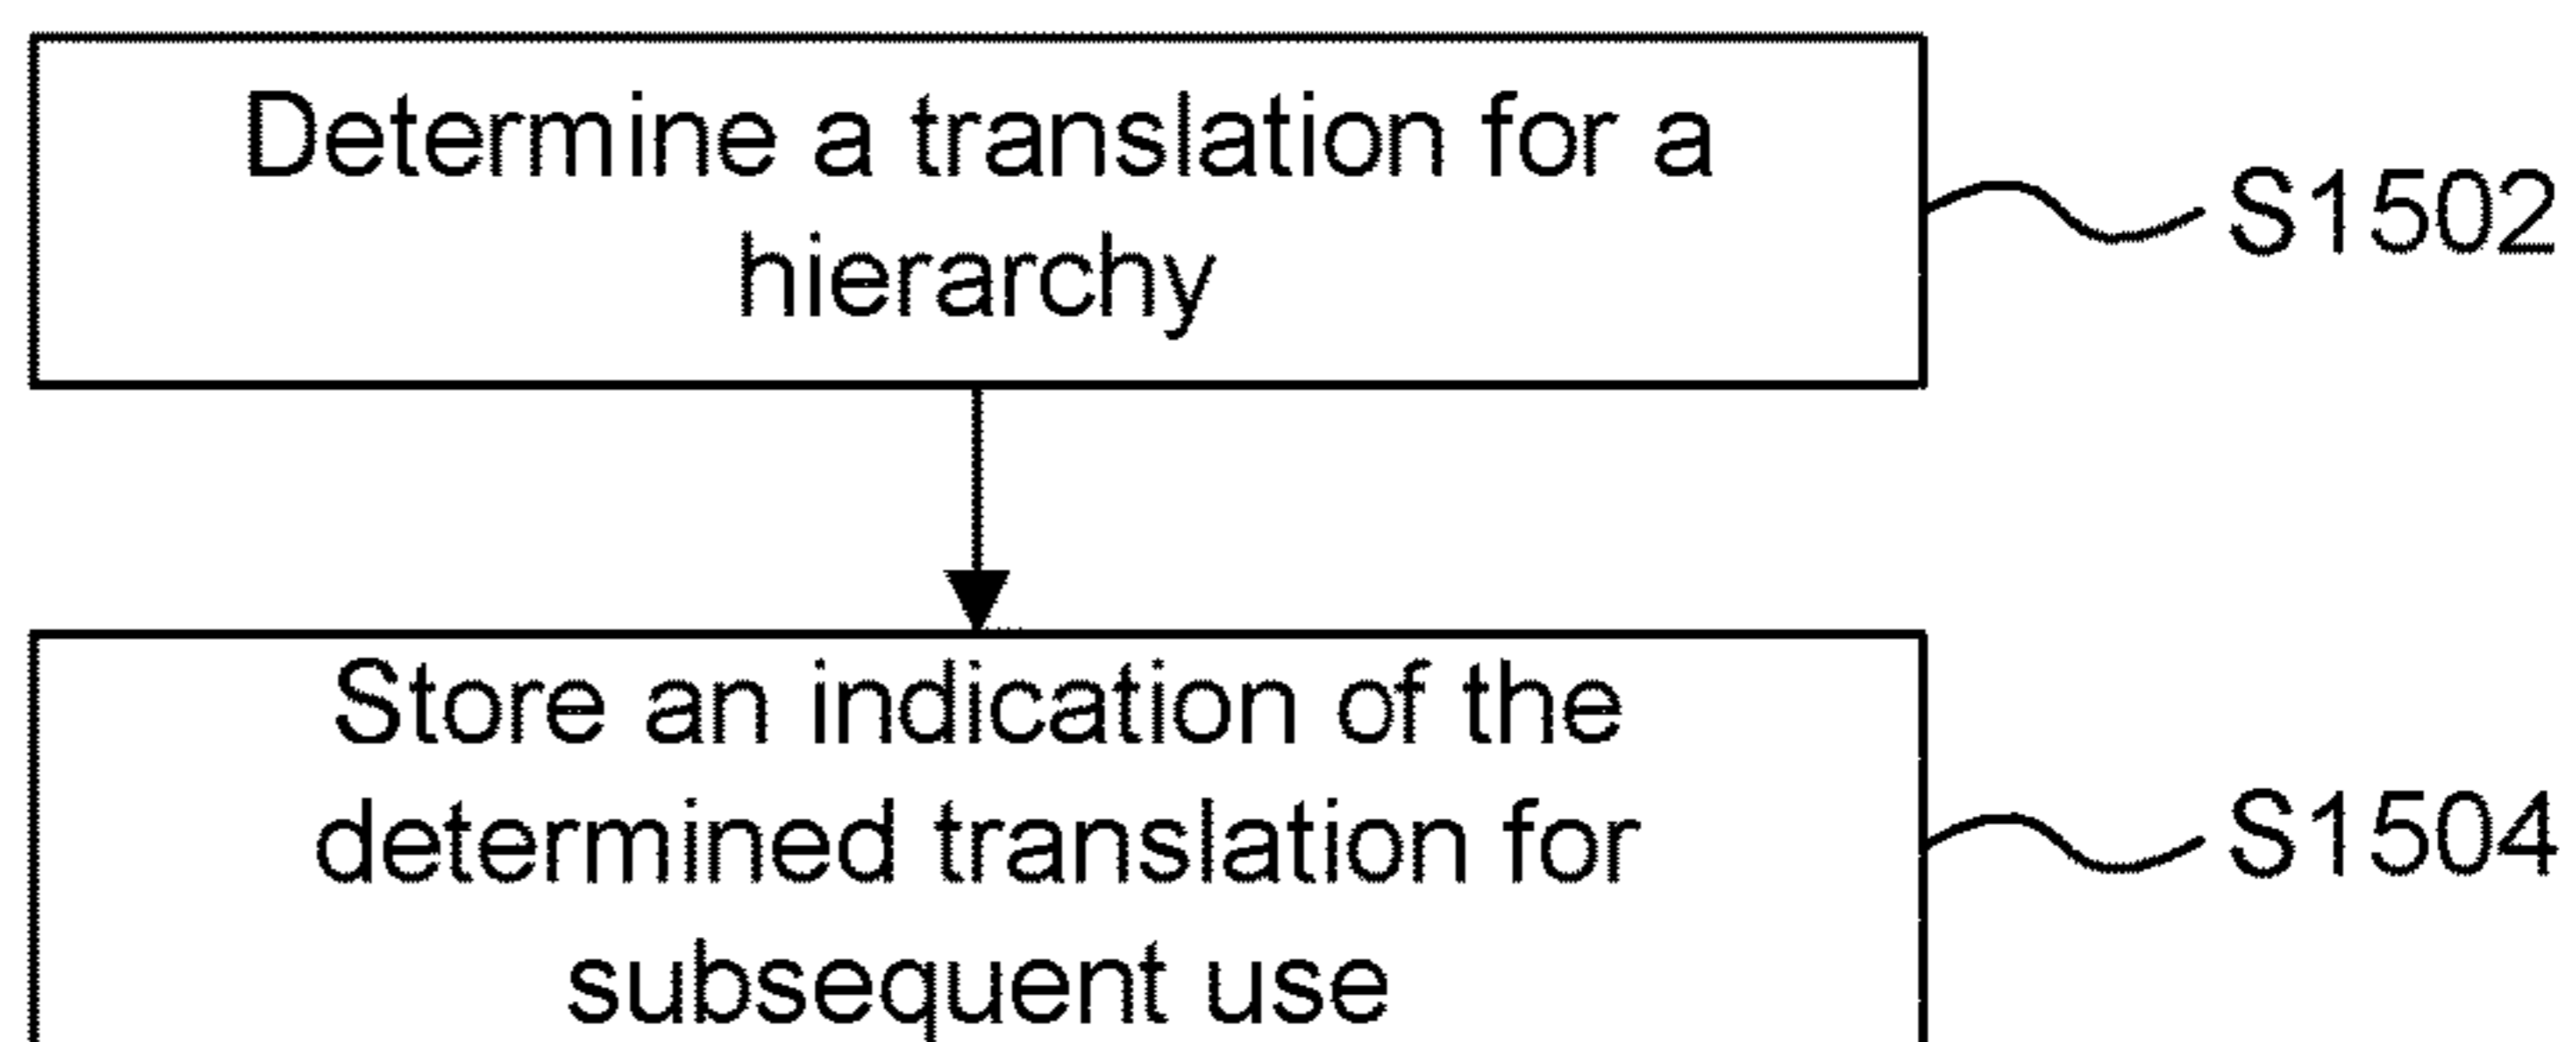 Determine a translation for a
hierarchy
S1502
Store an indication of the
determined translation for
subsequent use
S1504